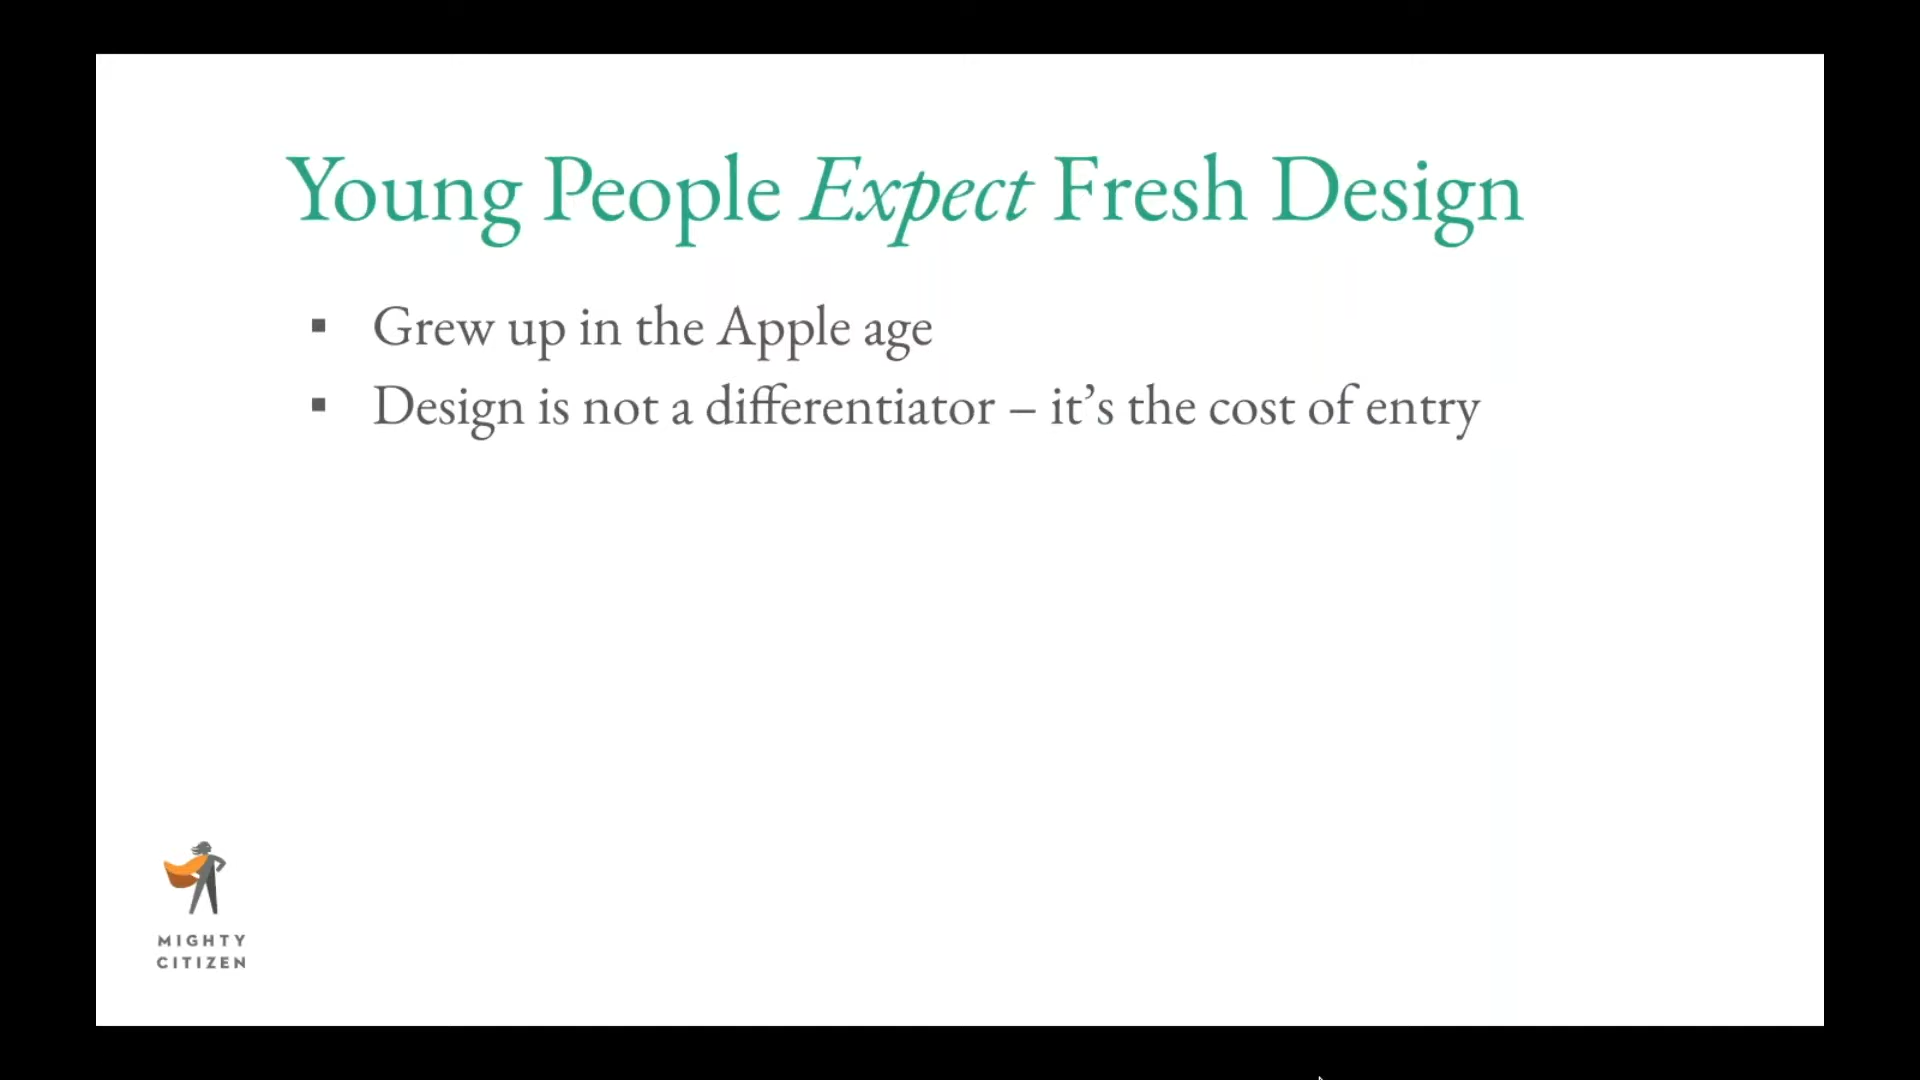 Young People Expect Fresh Design
▪ Grew up in the Apple age
▪ Design is not a differentiator – it’s the cost of entry
MIGHTY
CITIZEN